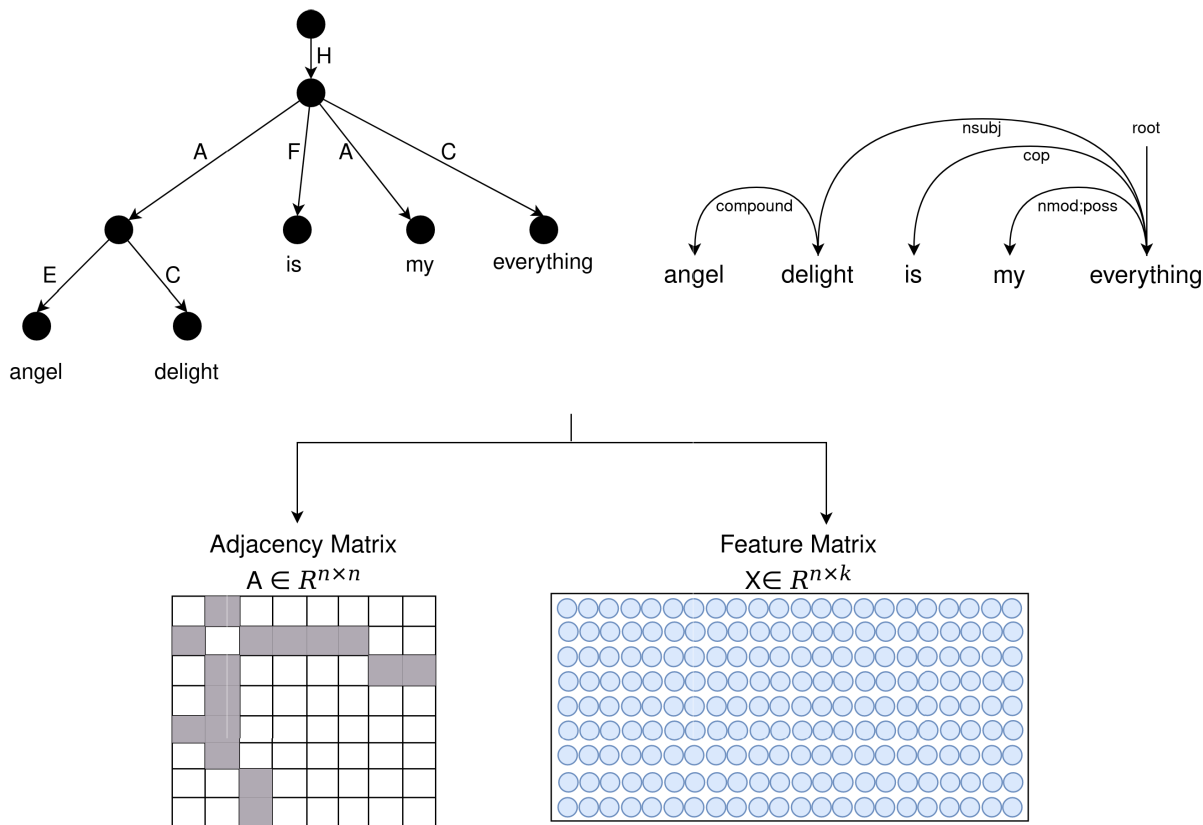 H
A
F
A
C
E
C
is
my
everything
angel
delight
nsubj
root
cop
compound
nmod:poss
angel
delight
is
my
everything
Adjacency Matrix
A ∈ R^{n×n}
Feature Matrix
X∈ R^{n×k}